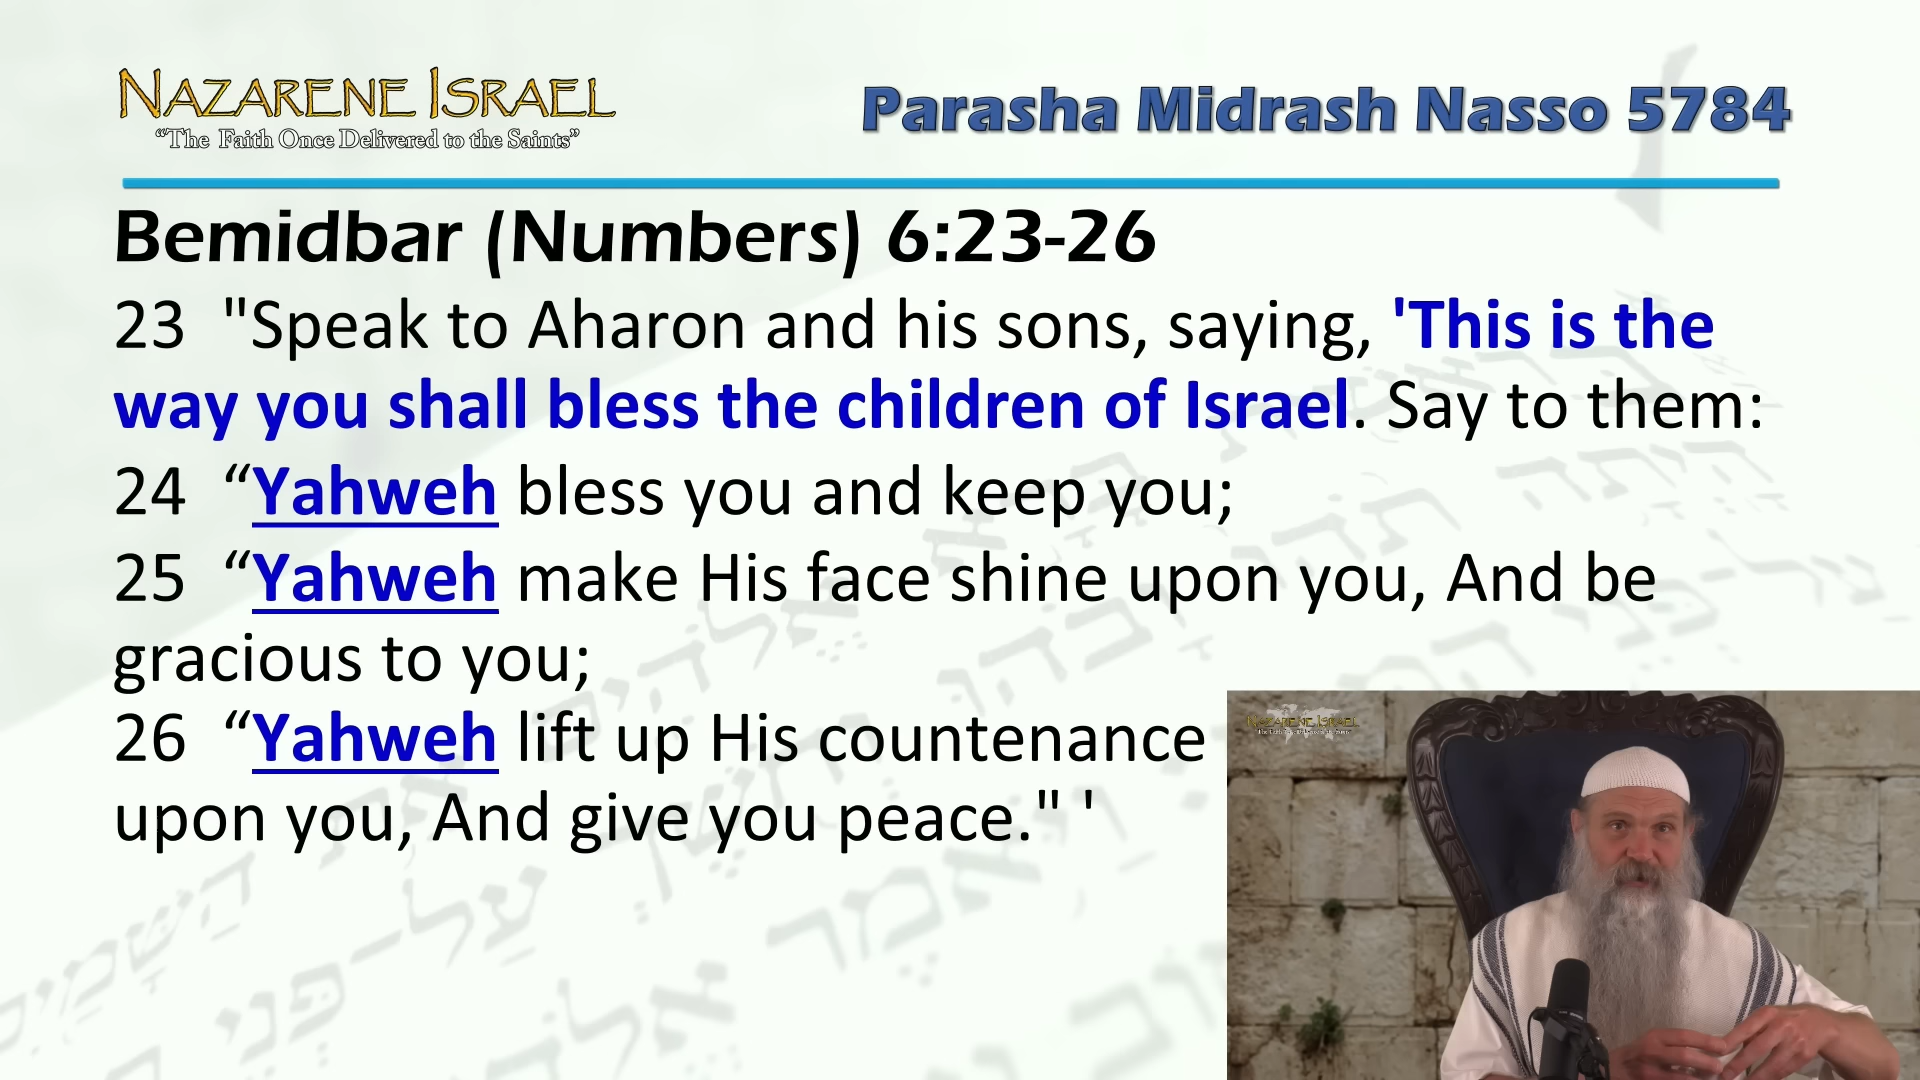 NAZARENE ISRAEL
“The Faith Once Delivered to the Saints”
Parasha Midrash Nasso 5784
Bemidbar (Numbers) 6:23-26
23 "Speak to Aharon and his sons, saying, 'This is the
way you shall bless the children of Israel. Say to them:
24 “Yahweh bless you and keep you;
25 “Yahweh make His face shine upon you, And be
gracious to you;
26 “Yahweh lift up His countenance
upon you, And give you peace." '
NAZARENE ISRAEL